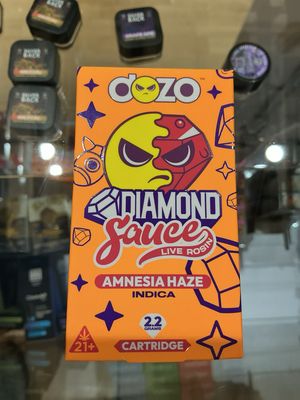 dozo
DIAMOND
Sauce
LIVE ROSIN
AMNESIA HAZE
INDICA
2.2
GRAMS
21+
CARTRIDGE